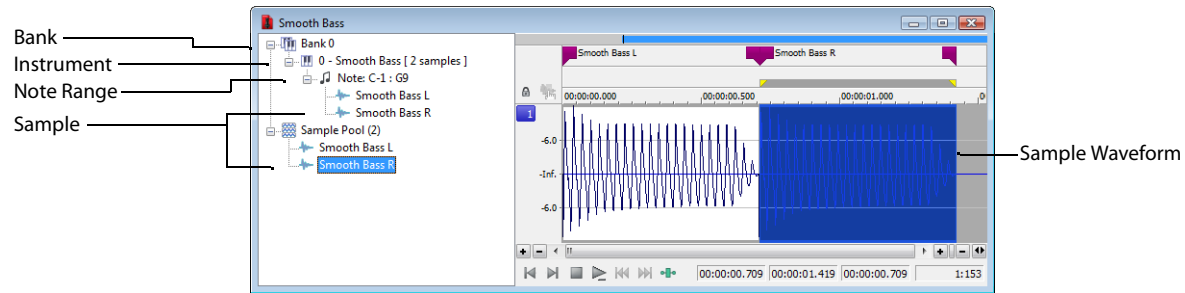 Smooth Bass
Bank
Instrument
Note Range
Sample
Bank 0
0 - Smooth Bass [ 2 samples ]
Note: C-1 : G9
Smooth Bass L
Smooth Bass R
Sample Pool (2)
Smooth Bass L
Smooth Bass R
Smooth Bass L
Smooth Bass R
00:00:00.000
,00:00:00.500
,00:00:01.000
1
-6.0
-Inf.
-6.0
Sample Waveform
00:00:00.709
00:00:01.419
00:00:00.709
1:153